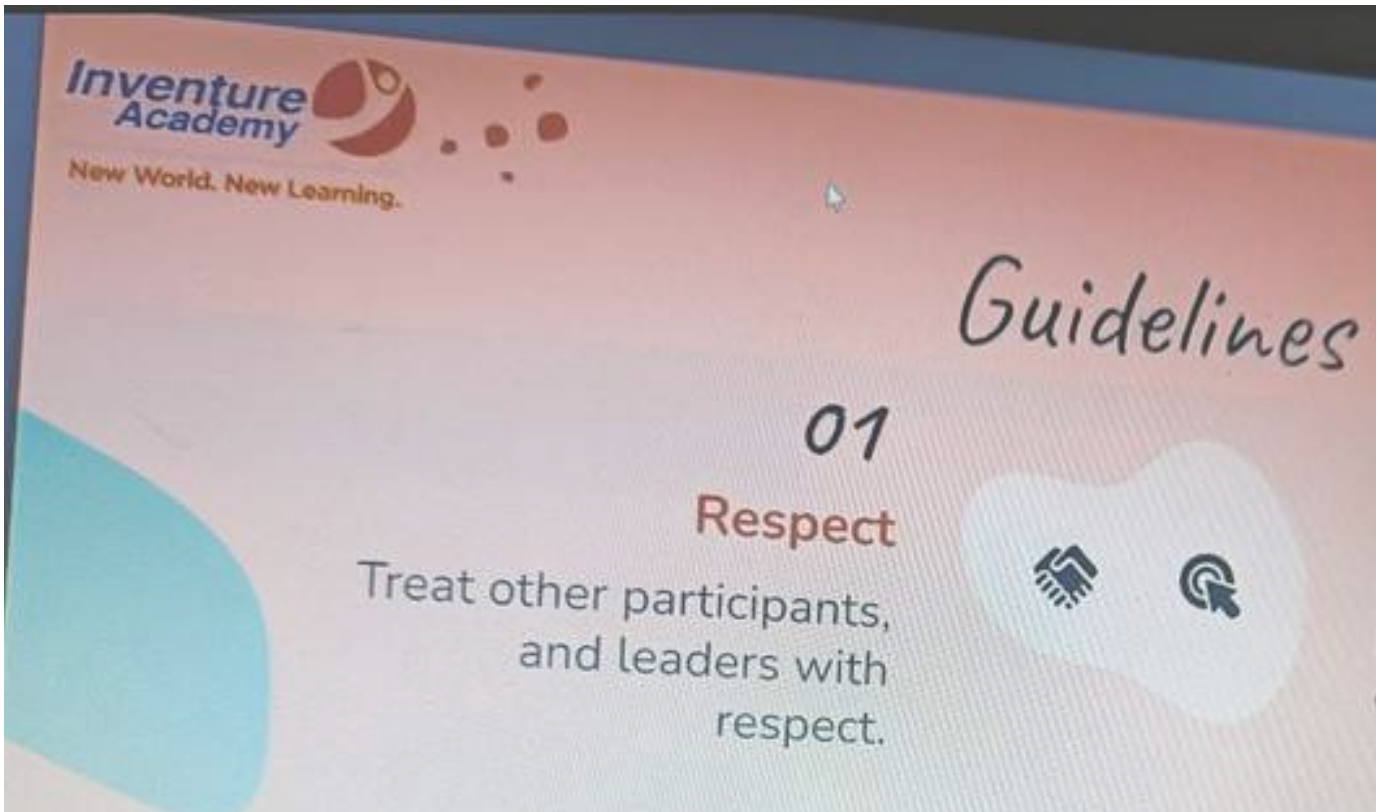 Inventure
Academy
New World. New Learning.
Guidelines
01
Respect
Treat other participants,
and leaders with
respect.